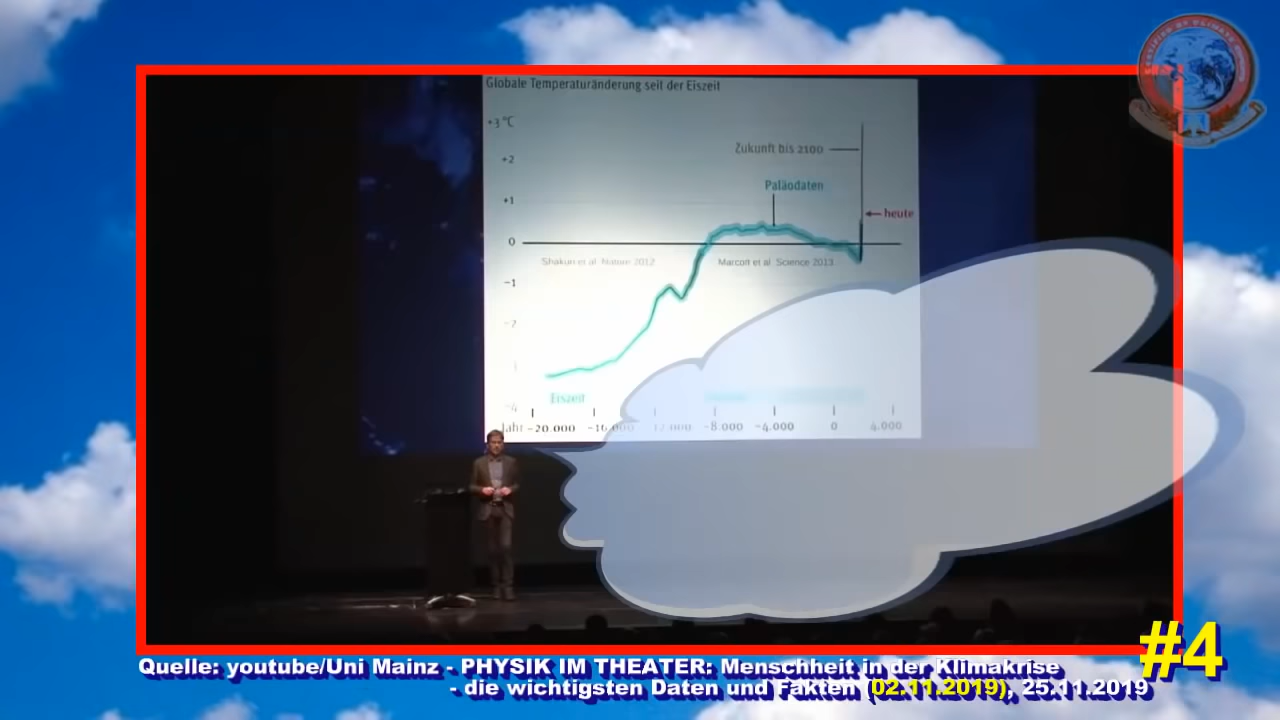 Globale Temperaturänderung seit der Eiszeit
+3 °C
Zukunft bis 2100
+2
Paläodaten
+1
heute
0
Shakun et al. Nature 2012
Marcott et al. Science 2013
-1
-2
Eiszeit
-4
Jahr -20.000 -16.000 -12.000 -8.000 -4.000 0 4.000
#4
Quelle: youtube/Uni Mainz - PHYSIK IM THEATER: Menschheit in der Klimakrise
- die wichtigsten Daten und Fakten (02.11.2019), 25.11.2019